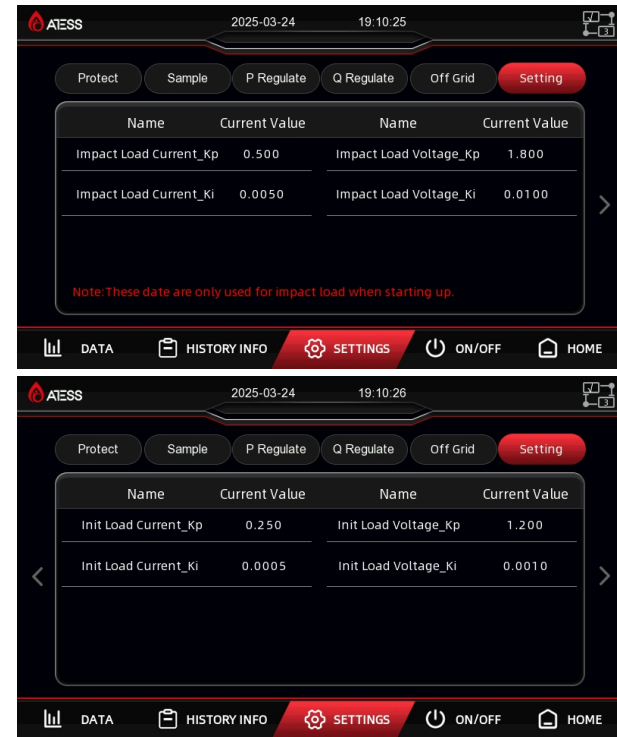 ATESS 2025-03-24 19:10:25
3
Protect Sample P Regulate Q Regulate Off Grid Setting
Name Current Value Name Current Value
Impact Load Current_Kp 0.500 Impact Load Voltage_Kp 1.800
Impact Load Current_Ki 0.0050 Impact Load Voltage_Ki 0.0100
Note:These date are only used for impact load when starting up.
DATA HISTORY INFO SETTINGS ON/OFF HOME
ATESS 2025-03-24 19:10:26
3
Protect Sample P Regulate Q Regulate Off Grid Setting
Name Current Value Name Current Value
Init Load Current_Kp 0.250 Init Load Voltage_Kp 1.200
Init Load Current_Ki 0.0005 Init Load Voltage_Ki 0.0010
DATA HISTORY INFO SETTINGS ON/OFF HOME